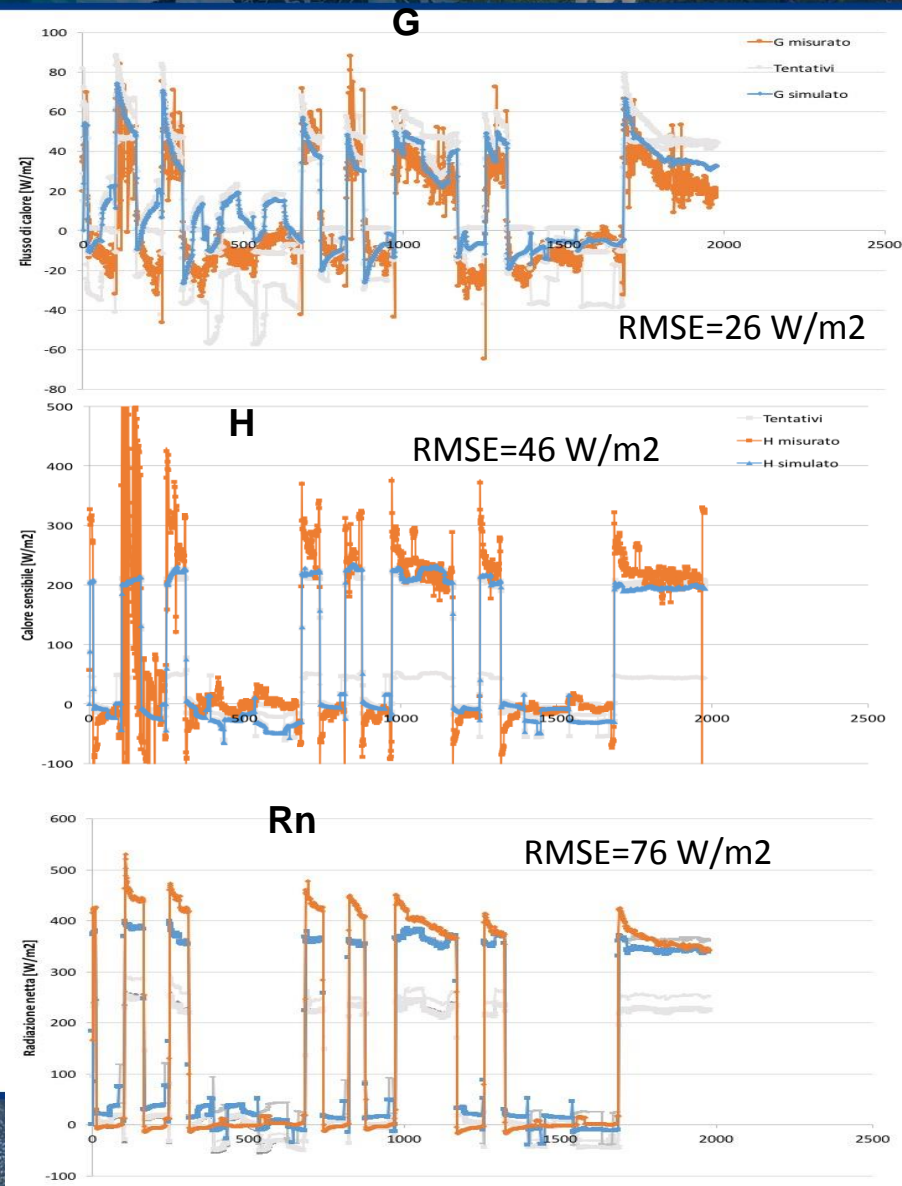 G
100
80
60
40
20
0
-20
-40
-60
-80
500
1000
1500
2000
2500
Flusso di calore [W/m2]
G misurato
Tentativi
G simulato
RMSE=26 W/m2
H
500
400
300
200
100
0
-100
0
500
1000
1500
2000
2500
Calore sensibile [W/m2]
Tentativi
H misurato
H simulato
RMSE=46 W/m2
Rn
600
500
400
300
200
100
0
-100
0
500
1000
1500
2000
2500
Radiazione netta [W/m2]
RMSE=76 W/m2